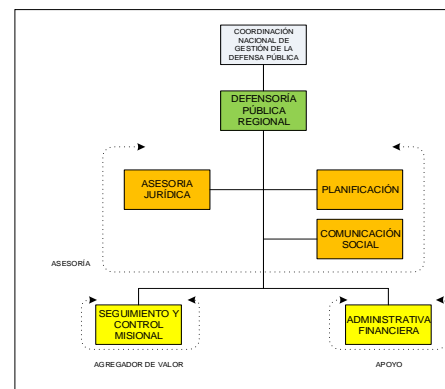 COORDINACIÓN
NACIONAL DE
GESTIÓN DE LA
DEFENSA PÚBLICA
DEFENSORÍA
PÚBLICA
REGIONAL
ASESORIA
JURÍDICA
PLANIFICACIÓN
COMUNICACIÓN
SOCIAL
ASESORÍA
SEGUIMIENTO Y
CONTROL
MISIONAL
ADMINISTRATIVA
FINANCIERA
AGREGADOR DE VALOR
APOYO